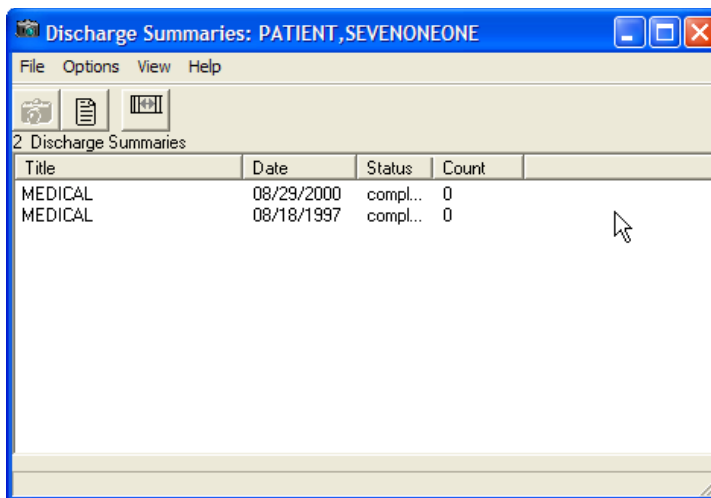 Discharge Summaries: PATIENT,SEVENONEONE
File Options View Help
2 Discharge Summaries
Title Date Status Count
MEDICAL 08/29/2000 compl... 0
MEDICAL 08/18/1997 compl... 0